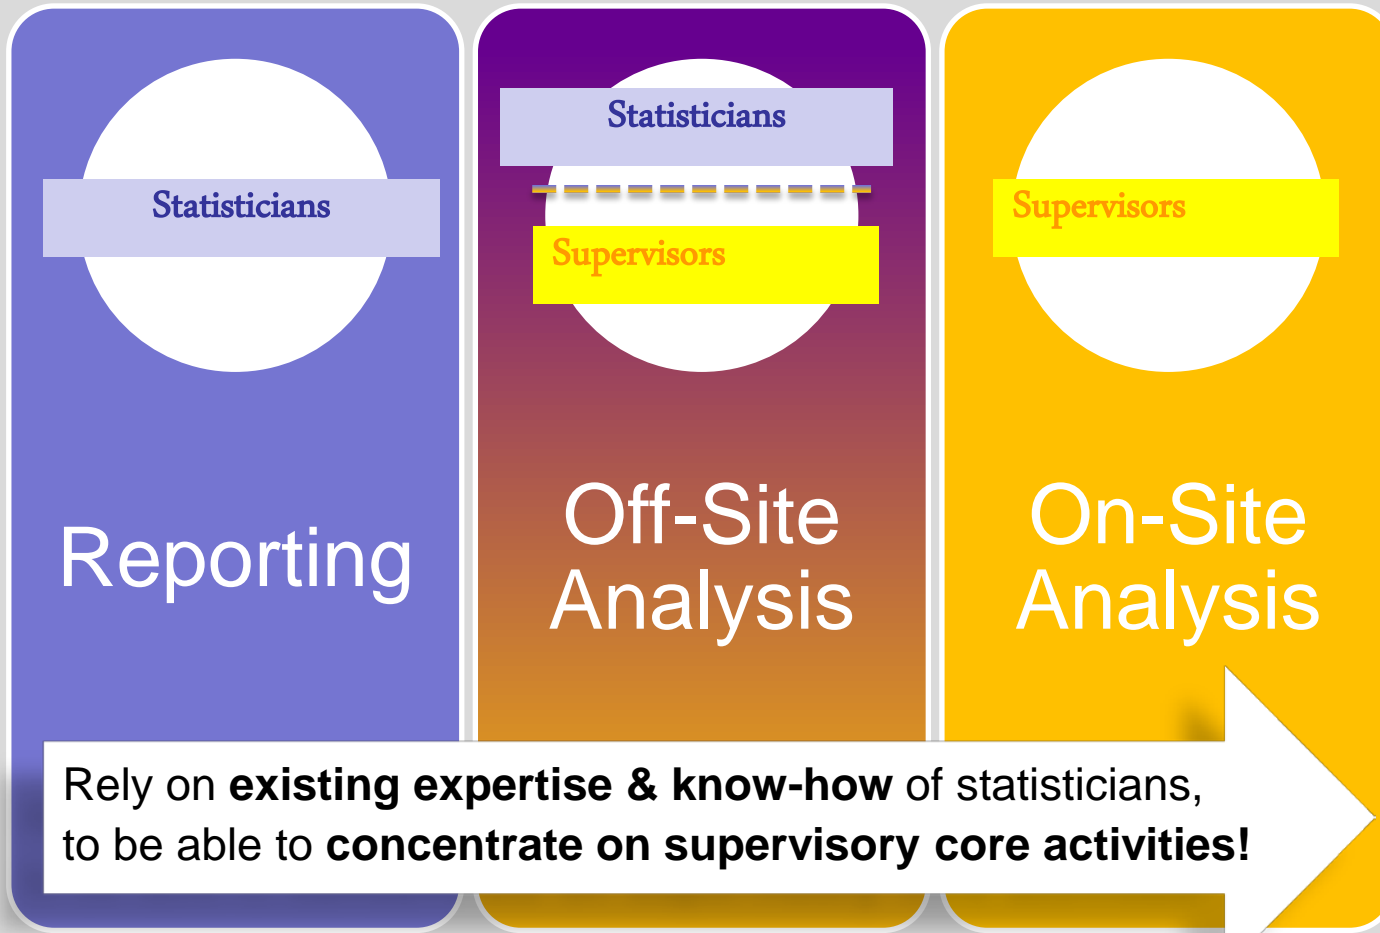 Statisticians
Reporting
Statisticians
Supervisors
Off-Site
Analysis
Supervisors
On-Site
Analysis
Rely on existing expertise & know-how of statisticians,
to be able to concentrate on supervisory core activities!